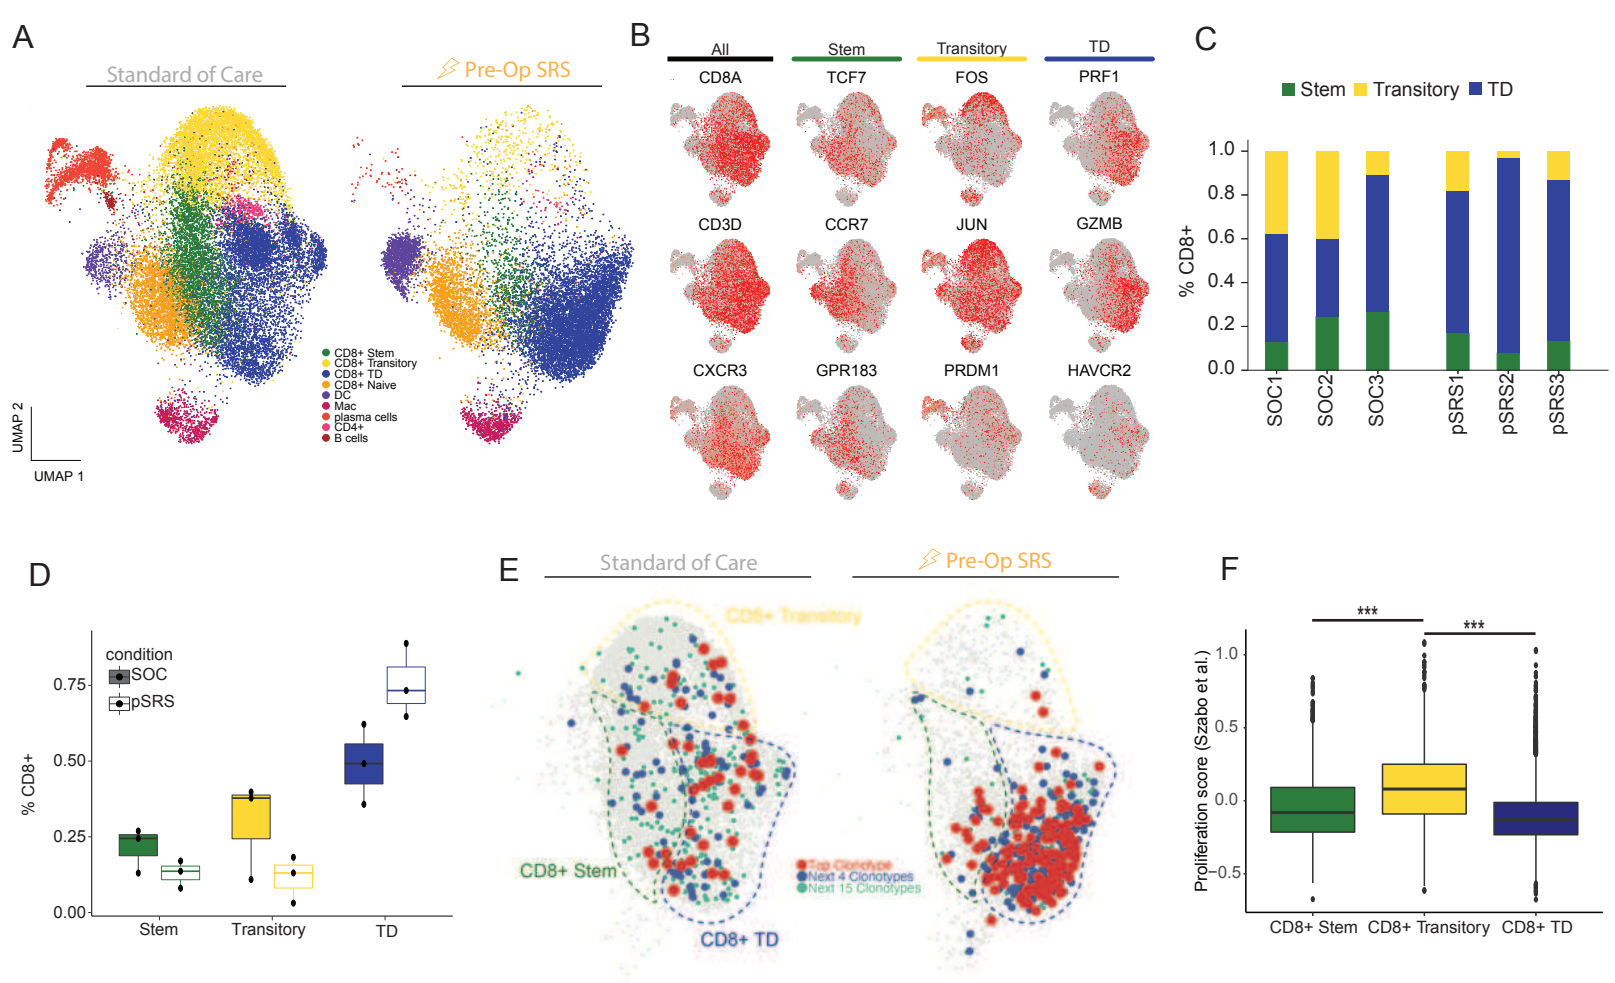 A
Standard of Care
Pre-Op SRS
CD8+ Stem
CD8+ Transitory
CD8+ TD
CD8+ Naive
DC
Mac
plasma cells
CD4+
B cells
UMAP 2
UMAP 1
B
All
Stem
Transitory
TD
CD8A
TCF7
FOS
PRF1
CD3D
CCR7
JUN
GZMB
CXCR3
GPR183
PRDM1
HAVCR2
C
Stem
Transitory
TD
% CD8+
1.0
0.8
0.6
0.4
0.2
0.0
SOC1
SOC2
SOC3
pSRS1
pSRS2
pSRS3
D
condition
SOC
pSRS
% CD8+
0.75
0.50
0.25
0.00
Stem
Transitory
TD
E
Standard of Care
Pre-Op SRS
CD8+ Transitory
CD8+ Stem
CD8+ TD
Top Clonotype
Next 4 Clonotypes
Next 15 Clonotypes
F
***
***
Proliferation score (Szabo et al.)
1.0
0.5
0.0
−0.5
CD8+ Stem
CD8+ Transitory
CD8+ TD